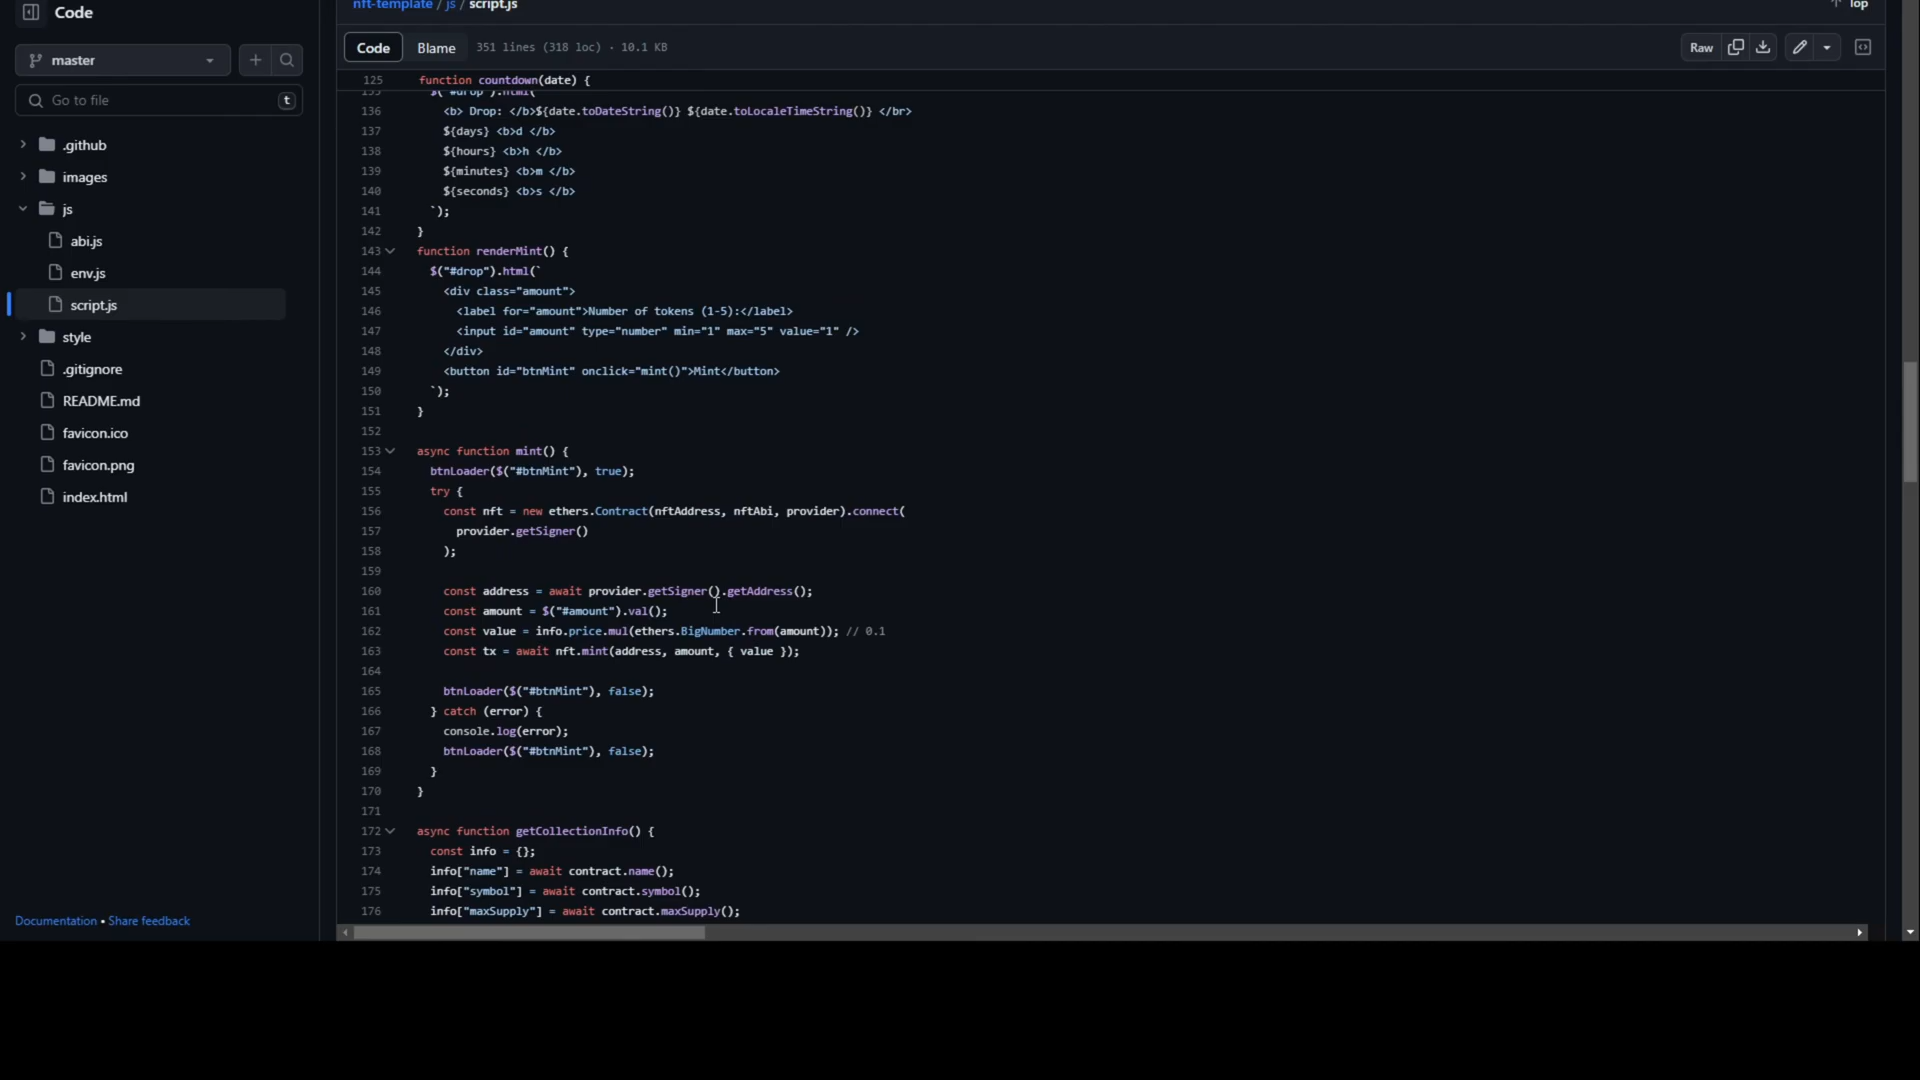 Code
master
Go to file
t
.github
images
js
abi.js
env.js
script.js
style
.gitignore
README.md
favicon.ico
favicon.png
index.html
Documentation • Share feedback
nft-template / js / script.js
Top
Code Blame 351 lines (318 loc) · 10.1 KB
Raw
125 function countdown(date) {
135 $("#drop").html(`
136 <b> Drop: </b>${date.toDateString()} ${date.toLocaleTimeString()} </br>
137 ${days} <b>d </b>
138 ${hours} <b>h </b>
139 ${minutes} <b>m </b>
140 ${seconds} <b>s </b>
141 `);
142 }
143 function renderMint() {
144 $("#drop").html(`
145 <div class="amount">
146 <label for="amount">Number of tokens (1-5):</label>
147 <input id="amount" type="number" min="1" max="5" value="1" />
148 </div>
149 <button id="btnMint" onclick="mint()">Mint</button>
150 `);
151 }
152
153 async function mint() {
154 btnLoader($("#btnMint"), true);
155 try {
156 const nft = new ethers.Contract(nftAddress, nftAbi, provider).connect(
157 provider.getSigner()
158 );
159
160 const address = await provider.getSigner().getAddress();
161 const amount = $("#amount").val();
162 const value = info.price.mul(ethers.BigNumber.from(amount)); // 0.1
163 const tx = await nft.mint(address, amount, { value });
164
165 btnLoader($("#btnMint"), false);
166 } catch (error) {
167 console.log(error);
168 btnLoader($("#btnMint"), false);
169 }
170 }
171
172 async function getCollectionInfo() {
173 const info = {};
174 info["name"] = await contract.name();
175 info["symbol"] = await contract.symbol();
176 info["maxSupply"] = await contract.maxSupply();